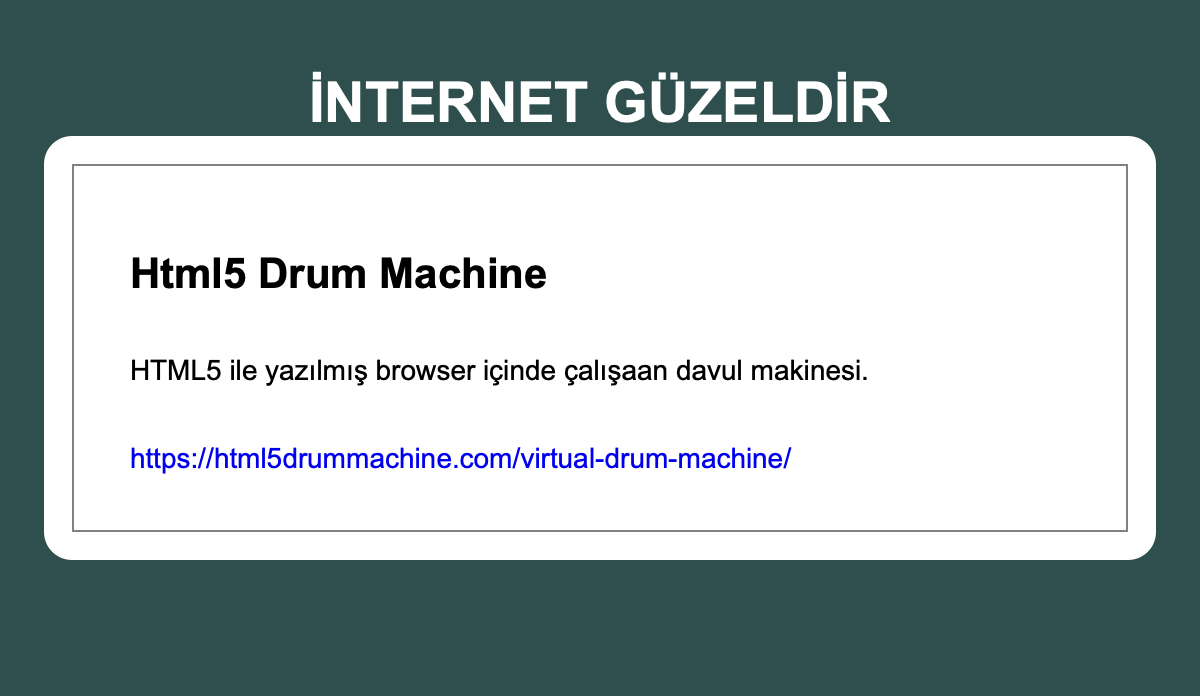 İNTERNET GÜZELDİR
Html5 Drum Machine
HTML5 ile yazılmış browser içinde çalışaan davul makinesi.
https://html5drummachine.com/virtual-drum-machine/